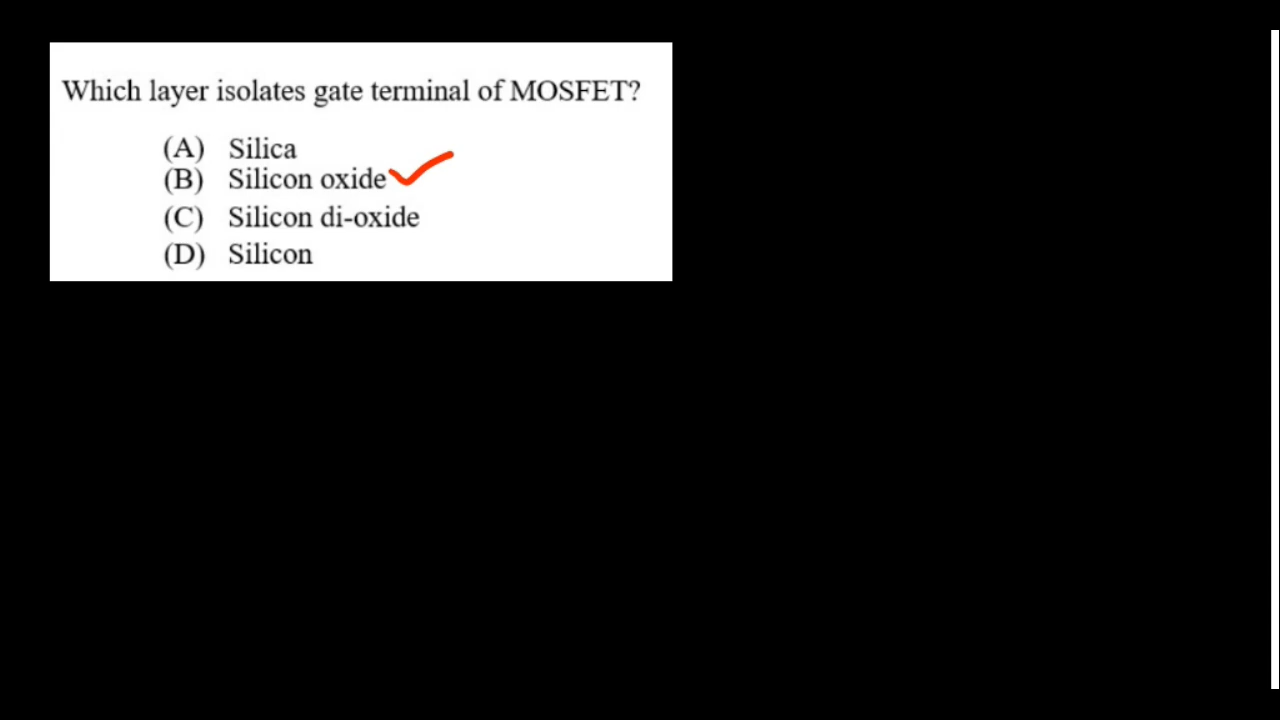 Which layer isolates gate terminal of MOSFET?
(A) Silica
(B) Silicon oxide
(C) Silicon di-oxide
(D) Silicon